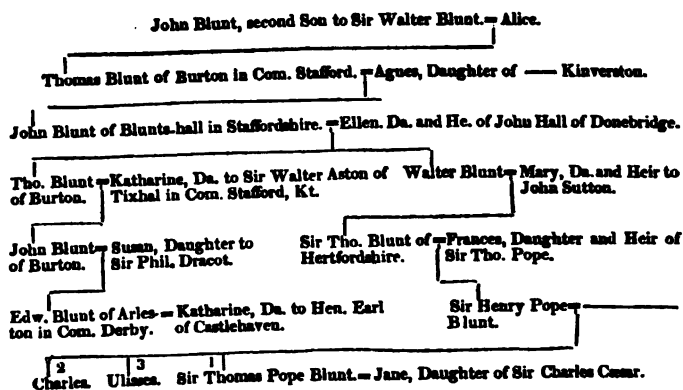 John Blunt, second Son to Sir Walter Blunt. = Alice.
Thomas Blunt of Burton in Com. Stafford. = Agnes, Daughter of —— Kinverston.
John Blunt of Blunts-hall in Staffordshire. = Ellen. Da. and He. of John Hall of Donebridge.
Tho. Blunt = Katharine, Da. to Sir Walter Aston of
of Burton. Tixhal in Com. Stafford, Kt.
Walter Blunt = Mary, Da. and Heir to
John Sutton.
John Blunt = Susan, Daughter to
of Burton. Sir Phil. Dracot.
Sir Tho. Blunt of = Frances, Daughter and Heir of
Hertfordshire. Sir Tho. Pope.
Edw. Blunt of Arles- = Katharine, Da. to Hen. Earl
ton in Com. Derby. of Castlehaven.
Sir Henry Pope = ——
Blunt.
2 3 1
Charles. Ulisses. Sir Thomas Pope Blunt. = Jane, Daughter of Sir Charles Cæsar.